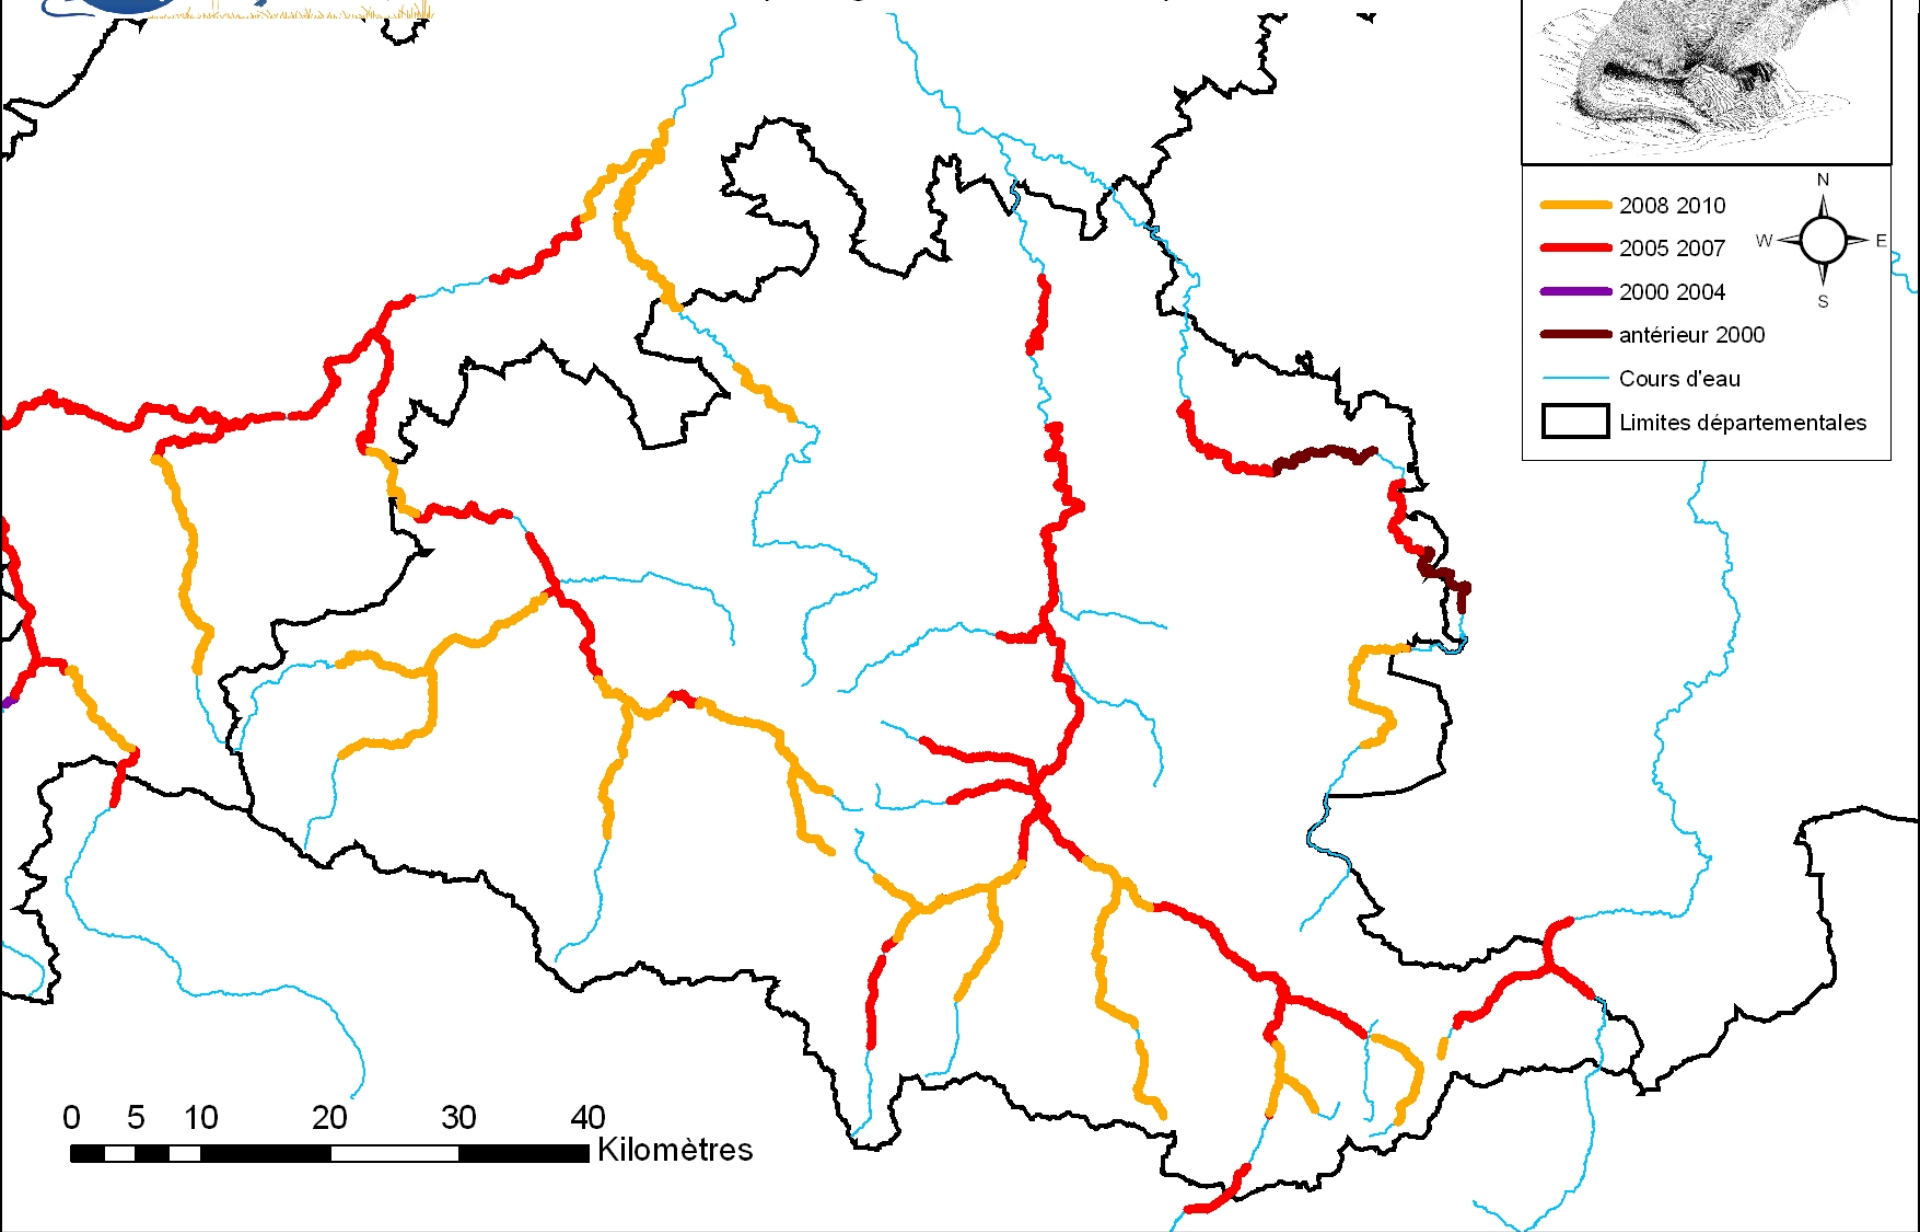 N
W E
S
2008 2010
2005 2007
2000 2004
antérieur 2000
Cours d'eau
Limites départementales
0 5 10 20 30 40
Kilomètres